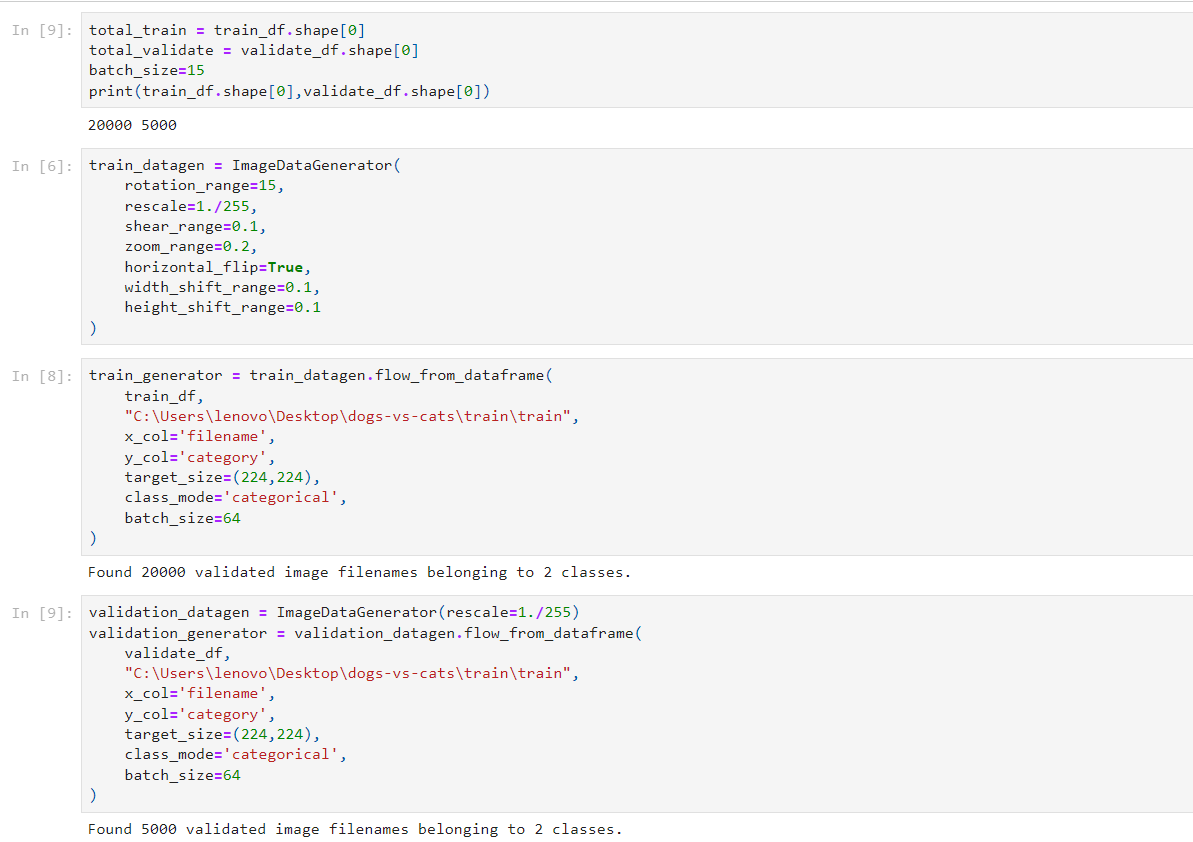 In [9]:
total_train = train_df.shape[0]
total_validate = validate_df.shape[0]
batch_size=15
print(train_df.shape[0],validate_df.shape[0])
20000 5000
In [6]:
train_datagen = ImageDataGenerator(
    rotation_range=15,
    rescale=1./255,
    shear_range=0.1,
    zoom_range=0.2,
    horizontal_flip=True,
    width_shift_range=0.1,
    height_shift_range=0.1
)
In [8]:
train_generator = train_datagen.flow_from_dataframe(
    train_df,
    "C:\Users\lenovo\Desktop\dogs-vs-cats\train\train",
    x_col='filename',
    y_col='category',
    target_size=(224,224),
    class_mode='categorical',
    batch_size=64
)
Found 20000 validated image filenames belonging to 2 classes.
In [9]:
validation_datagen = ImageDataGenerator(rescale=1./255)
validation_generator = validation_datagen.flow_from_dataframe(
    validate_df,
    "C:\Users\lenovo\Desktop\dogs-vs-cats\train\train",
    x_col='filename',
    y_col='category',
    target_size=(224,224),
    class_mode='categorical',
    batch_size=64
)
Found 5000 validated image filenames belonging to 2 classes.